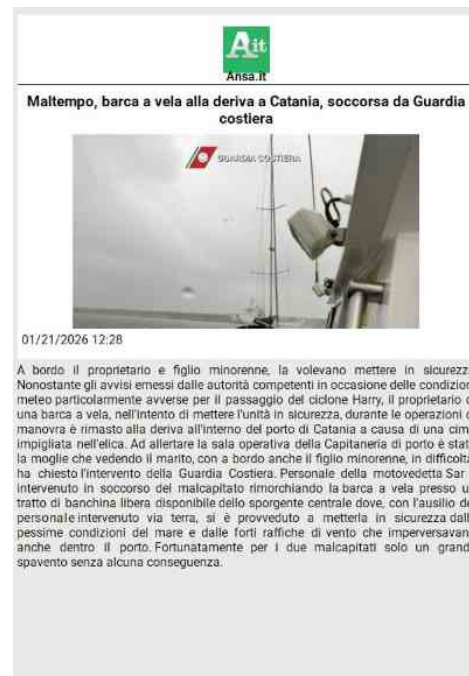 Ait
Ansa.it
Maltempo, barca a vela alla deriva a Catania, soccorsa da Guardia
costiera
GUARDIA COSTIERA
01/21/2026 12:28
A bordo il proprietario e figlio minorenne, la volevano mettere in sicurezz
Nonostante gli avvisi emessi dalle autorità competenti in occasione delle condizion
meteo particolarmente avverse per il passaggio del ciclone Harry, il proprietario d
una barca a vela, nell'intento di mettere l'unità in sicurezza, durante le operazioni d
manovra è rimasto alla deriva all'interno del porto di Catania a causa di una cim
impigliata nell'elica. Ad allertare la sala operativa della Capitaneria di porto è stat
la moglie che vedendo il marito, con a bordo anche il figlio minorenne, in difficolt
ha chiesto l'intervento della Guardia Costiera. Personale della motovedetta Sar
intervenuto in soccorso del malcapitato rimorchiando la barca a vela presso u
tratto di banchina libera disponibile dello sporgente centrale dove, con l'ausilio de
personale intervenuto via terra, si è provveduto a metterla in sicurezza dall
pessime condizioni del mare e dalle forti raffiche di vento che imperversavan
anche dentro il porto. Fortunatamente per i due malcapitati solo un grand
spavento senza alcuna conseguenza.